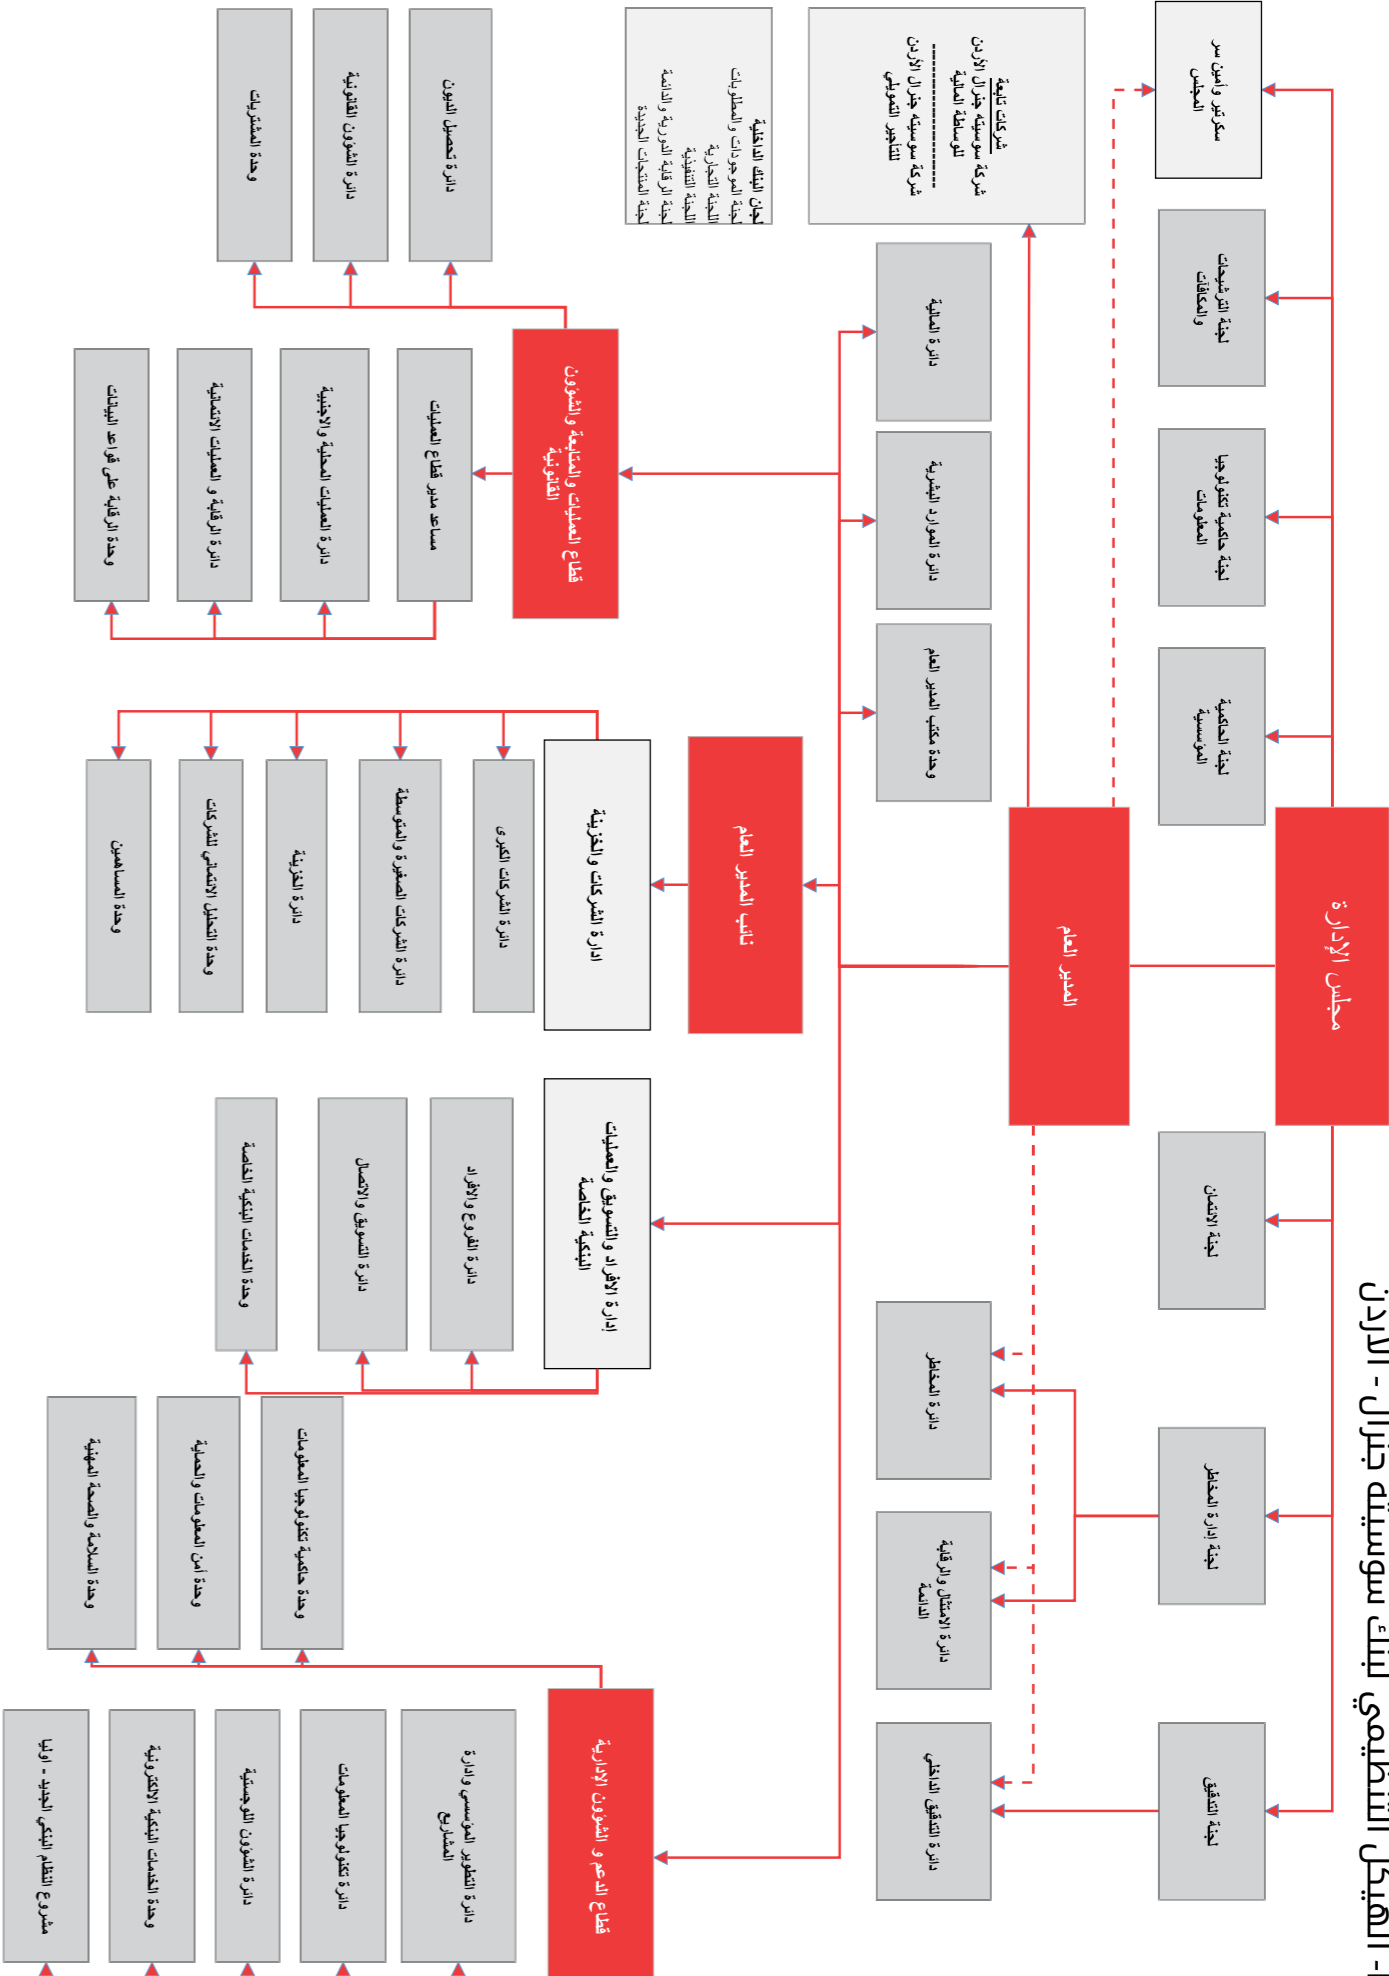 - الهيكل التنظيمي لبنك سوسيته جنرال - الأردن
مجلس الإدارة
سكرتير وأمين سر
المجلس
لجنة الترشيحات
والمكافآت
لجنة حاكمية تكنولوجيا
المعلومات
لجنة الحاكمية
المؤسسية
لجنة الائتمان
لجنة إدارة المخاطر
لجنة التدقيق
المدير العام
شركات تابعة
شركة سوسيته جنرال الأردن
للوساطة المالية
--------------------
شركة سوسيته جنرال الأردن
للتأجير التمويلي
دائرة المالية
دائرة الموارد البشرية
وحدة مكتب المدير العام
دائرة المخاطر
دائرة الامتثال والرقابة
الدائمة
دائرة التدقيق الداخلي
لجان البنك الداخلية
لجنة الموجودات والمطلوبات
اللجنة التجارية
اللجنة التنفيذية
لجنة الرقابة الدورية والدائمة
لجنة المنتجات الجديدة
قطاع العمليات والمتابعة والشؤون
القانونية
نائب المدير العام
ادارة الشركات والخزينة
إدارة الافراد والتسويق والعمليات
البنكية الخاصة
قطاع الدعم و الشؤون الإدارية
دائرة تحصيل الديون
دائرة الشؤون القانونية
وحدة المشتريات
مساعد مدير قطاع العمليات
دائرة العمليات المحلية والاجنبية
دائرة الرقابة و العمليات الائتمانية
وحدة الرقابة على قواعد البيانات
دائرة الشركات الكبرى
دائرة الشركات الصغيرة والمتوسطة
دائرة الخزينة
وحدة التحليل الائتماني للشركات
وحدة المساهمين
دائرة الفروع والافراد
دائرة التسويق والاتصال
وحدة الخدمات البنكية الخاصة
وحدة حاكمية تكنولوجيا المعلومات
وحدة أمن المعلومات والحماية
وحدة السلامة والصحة المهنية
دائرة التطوير المؤسسي وادارة
المشاريع
دائرة تكنولوجيا المعلومات
دائرة الشؤون اللوجستية
وحدة الخدمات البنكية الالكترونية
مشروع النظام البنكي الجديد - اوليا